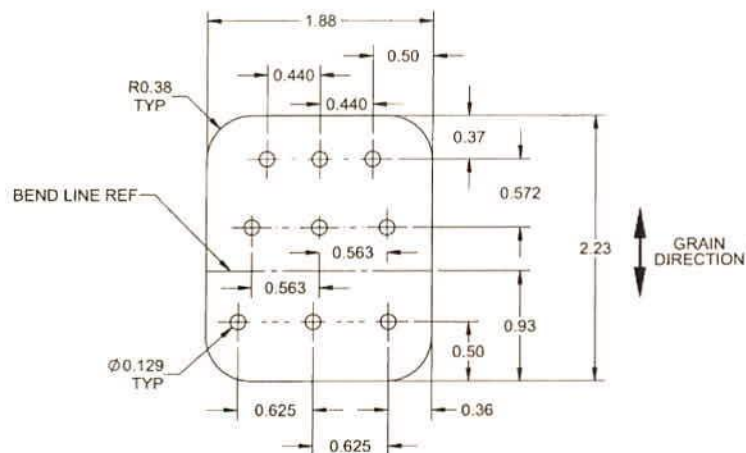 1.88
0.50
0.440
0.440
R0.38
TYP
0.37
0.572
BEND LINE REF
2.23
GRAIN
DIRECTION
0.563
0.563
0.93
0.50
Ø0.129
TYP
0.625
0.36
0.625